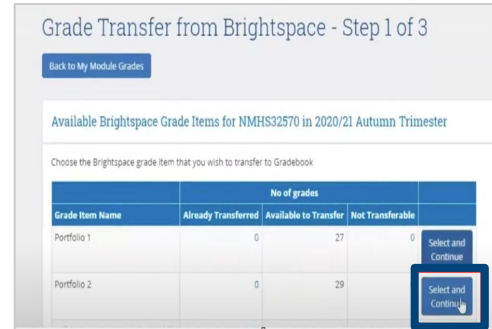 Grade Transfer from Brightspace - Step 1 of 3
Back to My Module Grades
Available Brightspace Grade Items for NMHS32570 in 2020/21 Autumn Trimester
Choose the Brightspace grade item that you wish to transfer to Gradebook
No of grades
Grade Item Name Already Transferred Available to Transfer Not Transferable
Portfolio 1 0 27 0 Select and
Continue
Portfolio 2 0 29 Select and
Continue